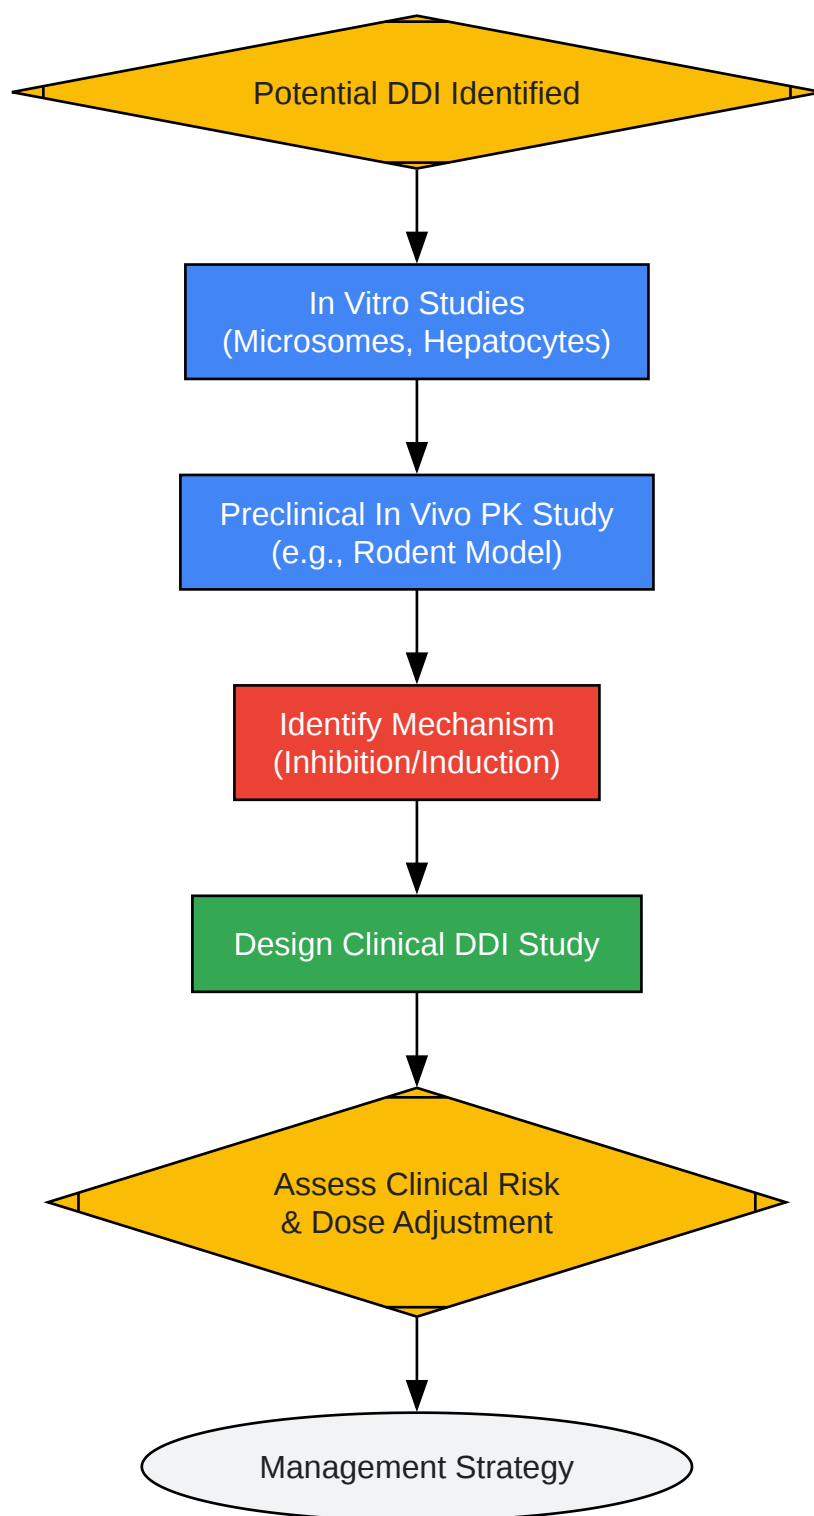 Potential DDI Identified
In Vitro Studies
(Microsomes, Hepatocytes)
Preclinical In Vivo PK Study
(e.g., Rodent Model)
Identify Mechanism
(Inhibition/Induction)
Design Clinical DDI Study
Assess Clinical Risk
& Dose Adjustment
Management Strategy